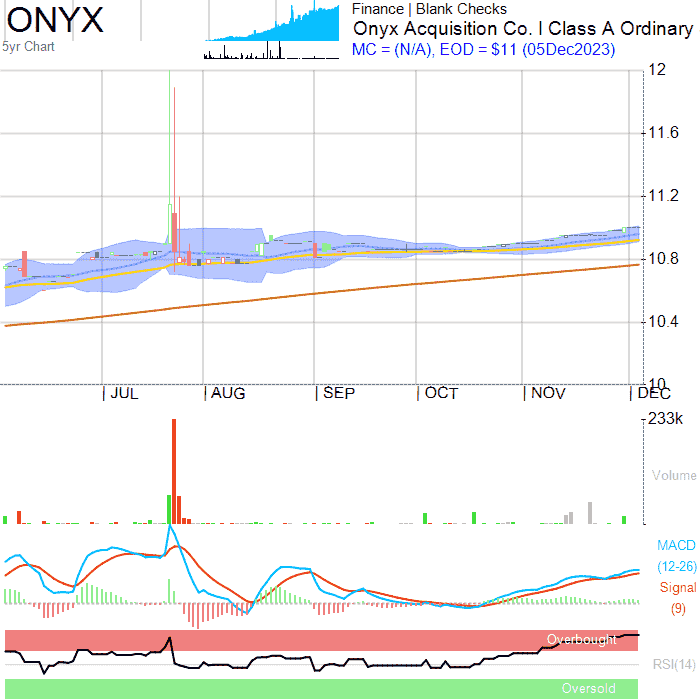 ONYX
5yr Chart
Finance | Blank Checks
Onyx Acquisition Co. I Class A Ordinary
MC = (N/A), EOD = $11 (05Dec2023)
12
11.6
11.2
10.8
10.4
10
JUL
AUG
SEP
OCT
NOV
DEC
233k
Volume
MACD
(12-26)
Signal
(9)
Overbought
RSI(14)
Oversold